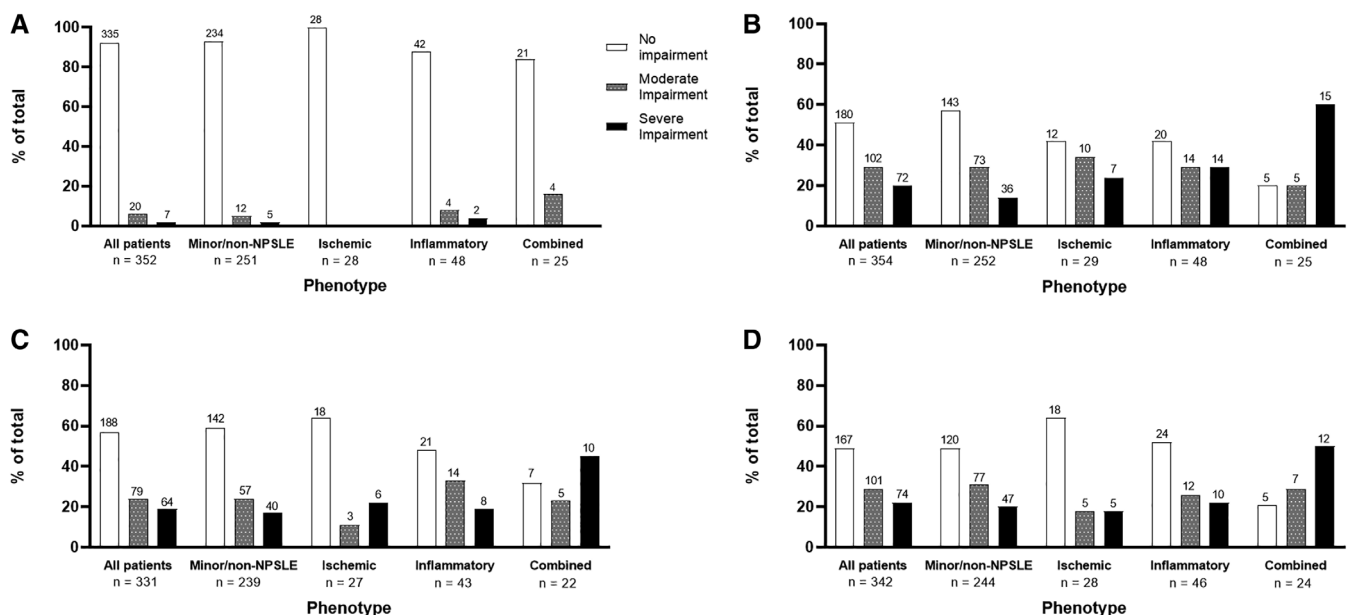 A
% of total
100
80
60
40
20
0
335
20
7
234
12
5
28
42
4
2
21
4
No
impairment
Moderate
Impairment
Severe
Impairment
All patients
n = 352
Minor/non-NPSLE
n = 251
Ischemic
n = 28
Inflammatory
n = 48
Combined
n = 25
Phenotype
B
% of total
100
80
60
40
20
0
180
102
72
143
73
36
12
10
7
20
14
14
5
5
15
All patients
n = 354
Minor/non-NPSLE
n = 252
Ischemic
n = 29
Inflammatory
n = 48
Combined
n = 25
Phenotype
C
% of total
100
80
60
40
20
0
188
79
64
142
57
40
18
3
6
21
14
8
7
5
10
All patients
n = 331
Minor/non-NPSLE
n = 239
Ischemic
n = 27
Inflammatory
n = 43
Combined
n = 22
Phenotype
D
% of total
100
80
60
40
20
0
167
101
74
120
77
47
18
5
5
24
12
10
5
7
12
All patients
n = 342
Minor/non-NPSLE
n = 244
Ischemic
n = 28
Inflammatory
n = 46
Combined
n = 24
Phenotype